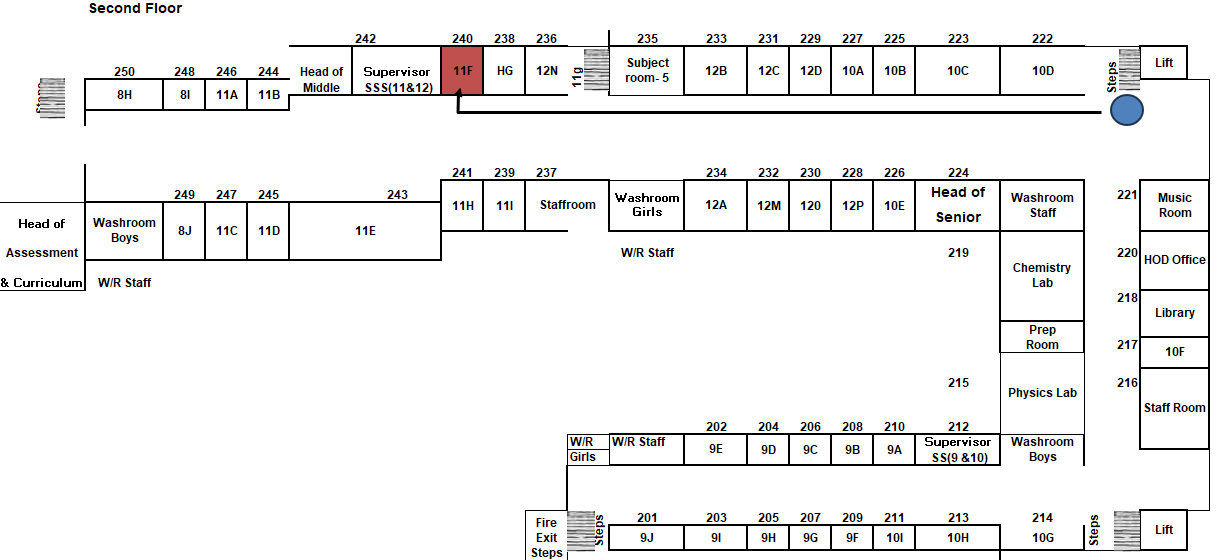 Second Floor
242 240 238 236 235 233 231 229 227 225 223 222
250 248 246 244
8H 8I 11A 11B
Head of
Middle
Supervisor
SSS(11&12)
11F HG 12N
11g
Subject
room- 5
12B 12C 12D 10A 10B 10C 10D
Steps
Lift
Steps
241 239 237 234 232 230 228 226 224
249 247 245 243
11H 11I Staffroom
Washroom
Girls
12A 12M 120 12P 10E
Head of
Senior
Washroom
Staff
221
Music
Room
Head of
Assessment
& Curriculum
Washroom
Boys
8J 11C 11D 11E
W/R Staff
W/R Staff
219
Chemistry
Lab
220
HOD Office
218
Library
Prep
Room
217
10F
215
Physics Lab
216
Staff Room
202 204 206 208 210 212
W/R
Girls
W/R Staff
9E 9D 9C 9B 9A
Supervisor
SS(9 &10)
Washroom
Boys
201 203 205 207 209 211 213 214
Fire
Exit
Steps
Steps
9J 9I 9H 9G 9F 10I 10H 10G
Steps
Lift